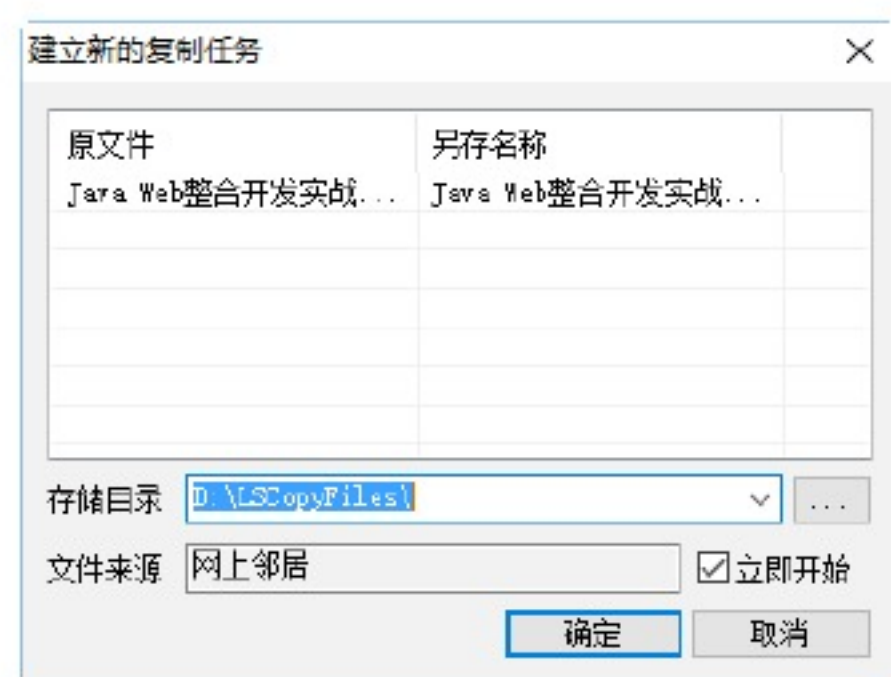 建立新的复制任务
原文件 另存名称
Java Web整合开发实战... Java Web整合开发实战...
存储目录 D:\LSCopyFiles\ ...
文件来源 网上邻居 立即开始
确定 取消